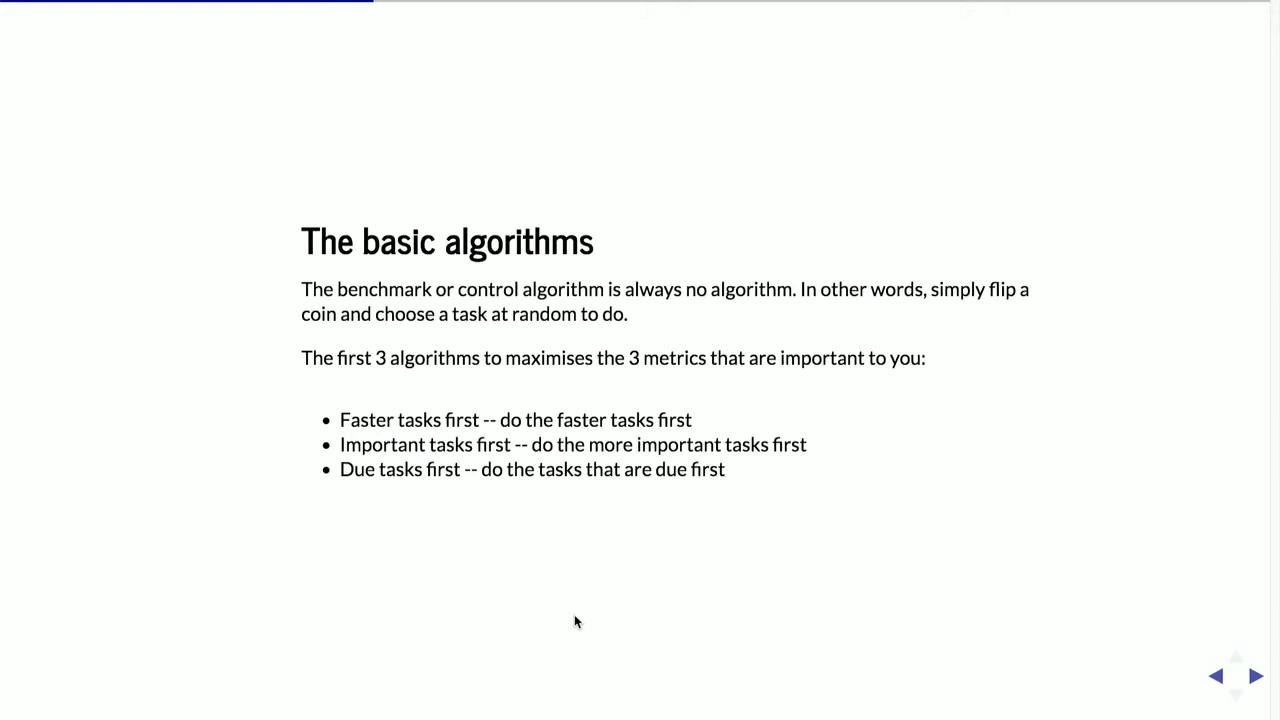 The basic algorithms
The benchmark or control algorithm is always no algorithm. In other words, simply flip a
coin and choose a task at random to do.
The first 3 algorithms to maximises the 3 metrics that are important to you:
• Faster tasks first -- do the faster tasks first
• Important tasks first -- do the more important tasks first
• Due tasks first -- do the tasks that are due first